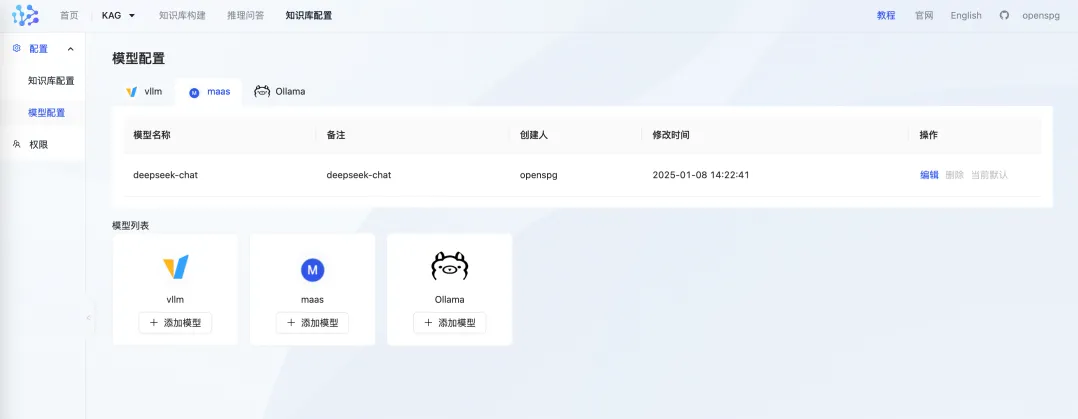 首页 KAG 知识库构建 推理问答 知识库配置 教程 官网 English openspg
配置
知识库配置
模型配置
权限
模型配置
vllm maas Ollama
模型名称 备注 创建人 修改时间 操作
deepseek-chat deepseek-chat openspg 2025-01-08 14:22:41 编辑 删除 当前默认
模型列表
M
vllm maas Ollama
+ 添加模型 + 添加模型 + 添加模型